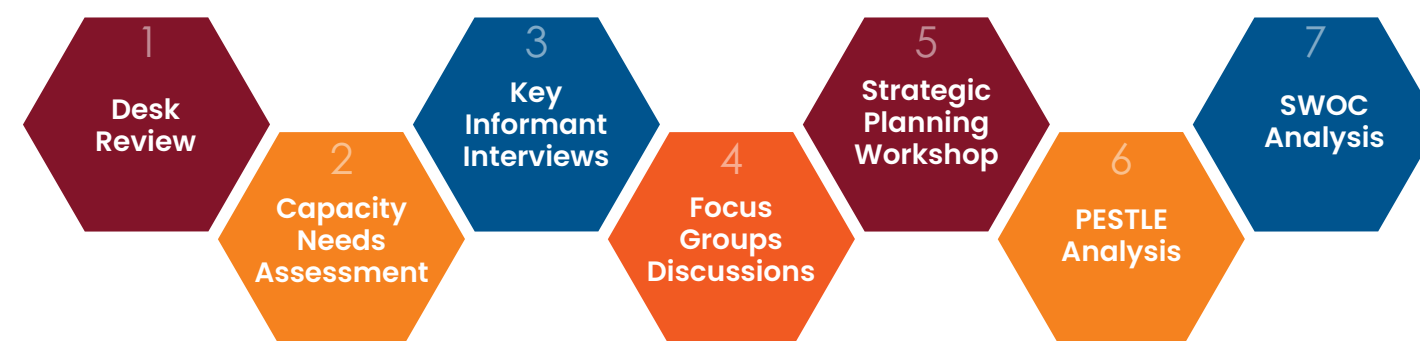 1
Desk
Review
2
Capacity
Needs
Assessment
3
Key
Informant
Interviews
4
Focus
Groups
Discussions
5
Strategic
Planning
Workshop
6
PESTLE
Analysis
7
SWOC
Analysis